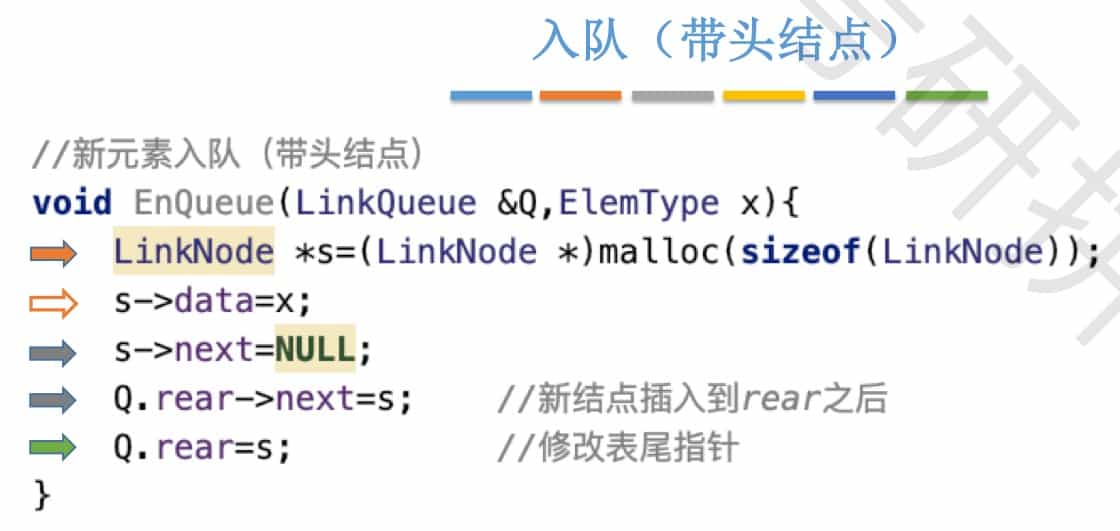 入队（带头结点）
//新元素入队（带头结点）
void EnQueue(LinkQueue &Q,ElemType x){
LinkNode *s=(LinkNode *)malloc(sizeof(LinkNode));
s->data=x;
s->next=NULL;
Q.rear->next=s; //新结点插入到rear之后
Q.rear=s; //修改表尾指针
}